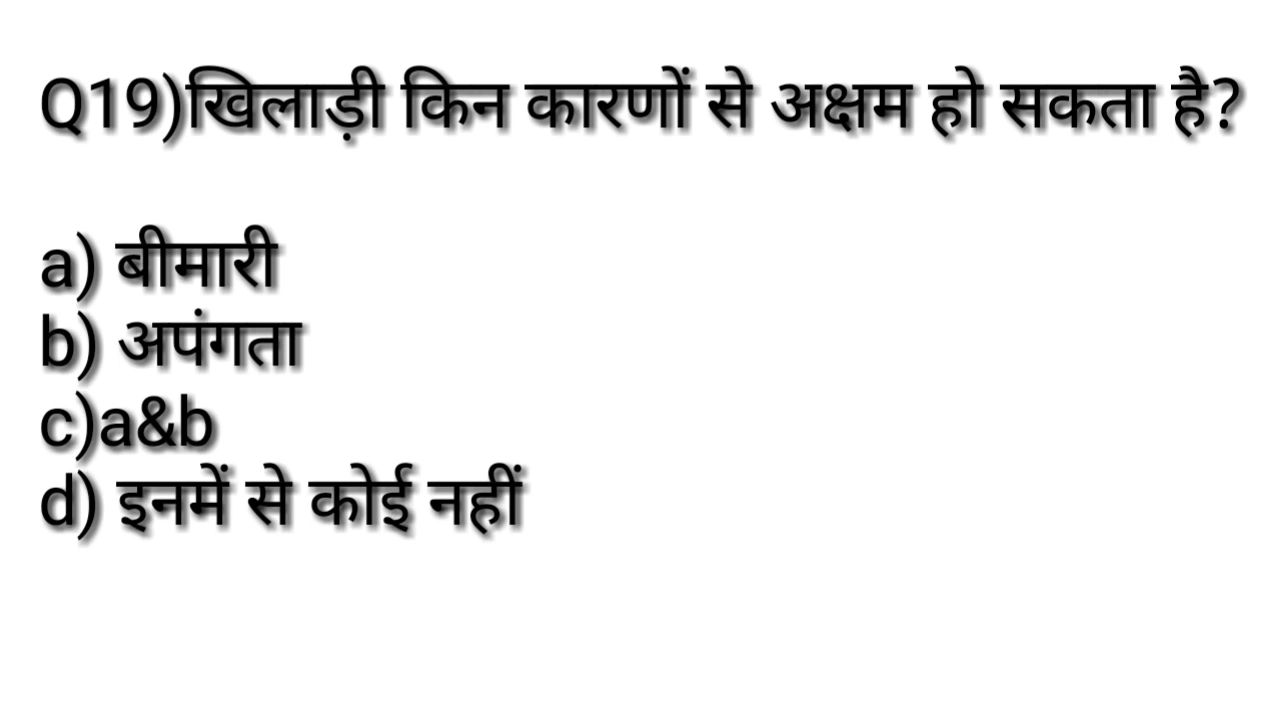 Q19)खिलाड़ी किन कारणों से अक्षम हो सकता है?
a) बीमारी
b) अपंगता
c)a&b
d) इनमें से कोई नहीं